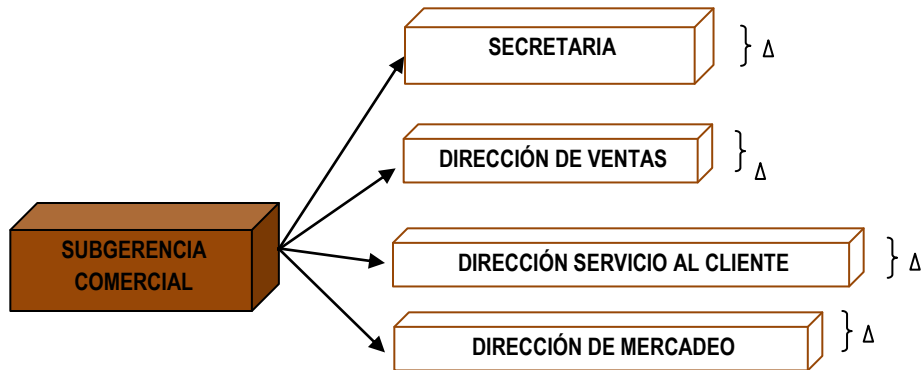 SECRETARIA
} Δ
DIRECCIÓN DE VENTAS
} Δ
SUBGERENCIA
COMERCIAL
DIRECCIÓN SERVICIO AL CLIENTE
} Δ
DIRECCIÓN DE MERCADEO
} Δ